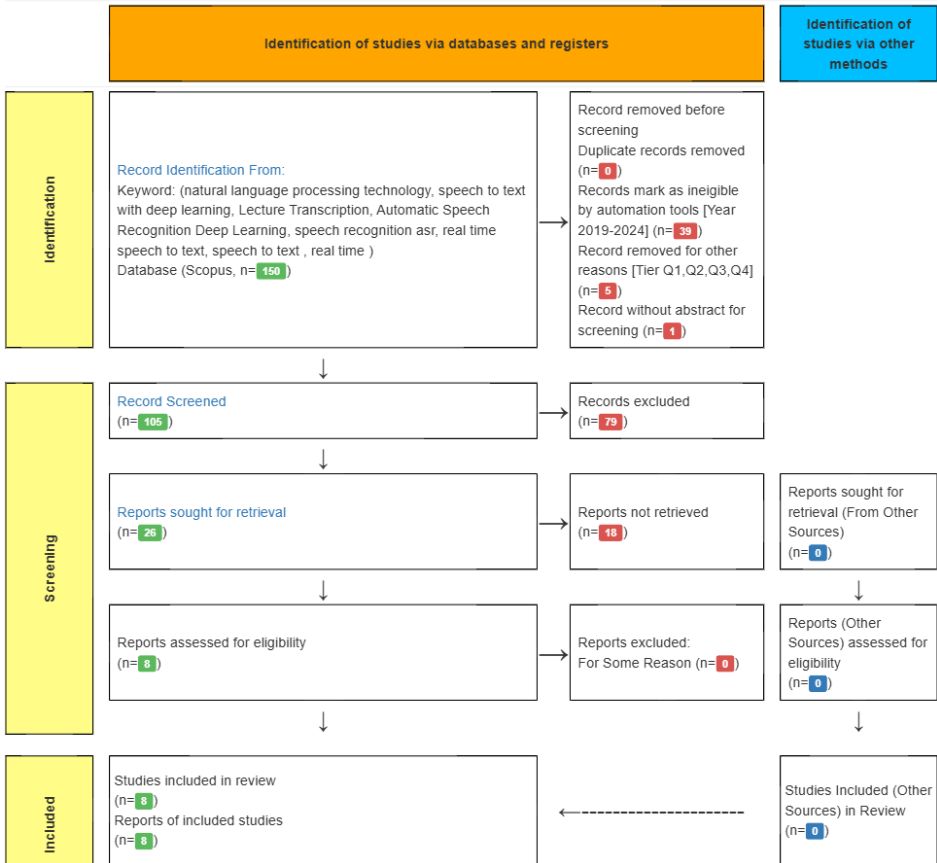 Identification of studies via databases and registers
Identification of
studies via other
methods
Identification
Record Identification From:
Keyword: (natural language processing technology, speech to text
with deep learning, Lecture Transcription, Automatic Speech
Recognition Deep Learning, speech recognition asr, real time
speech to text, speech to text , real time )
Database (Scopus, n= 150 )
Record removed before
screening
Duplicate records removed
(n= 0 )
Records mark as ineigible
by automation tools [Year
2019-2024] (n= 39 )
Record removed for other
reasons [Tier Q1,Q2,Q3,Q4]
(n= 5 )
Record without abstract for
screening (n= 1 )
Screening
Record Screened
(n= 105 )
Records excluded
(n= 79 )
Reports sought for retrieval
(n= 26 )
Reports not retrieved
(n= 18 )
Reports sought for
retrieval (From Other
Sources)
(n= 0 )
Reports assessed for eligibility
(n= 8 )
Reports excluded:
For Some Reason (n= 0 )
Reports (Other
Sources) assessed for
eligibility
(n= 0 )
Included
Studies included in review
(n= 8 )
Reports of included studies
(n= 8 )
Studies Included (Other
Sources) in Review
(n= 0 )